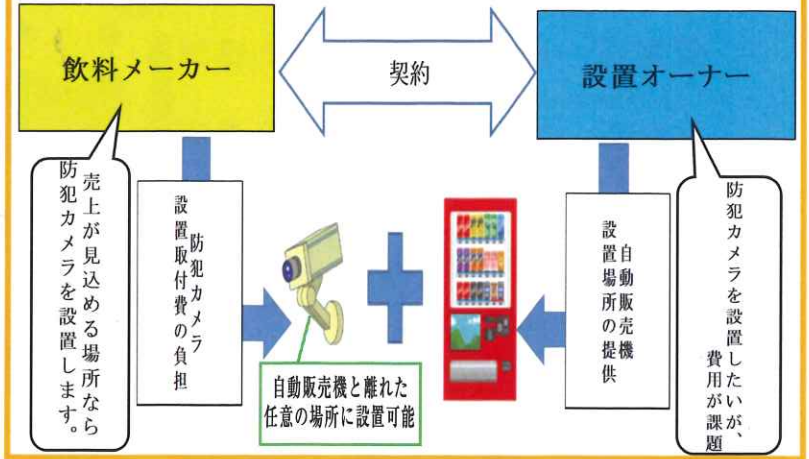 飲料メーカー
契約
設置オーナー
売上が見込める場所なら
防犯カメラを設置します。
防犯カメラ
設置取付費の負担
自動販売機
設置場所の提供
防犯カメラを設置したいが、
費用が課題
自動販売機と離れた
任意の場所に設置可能